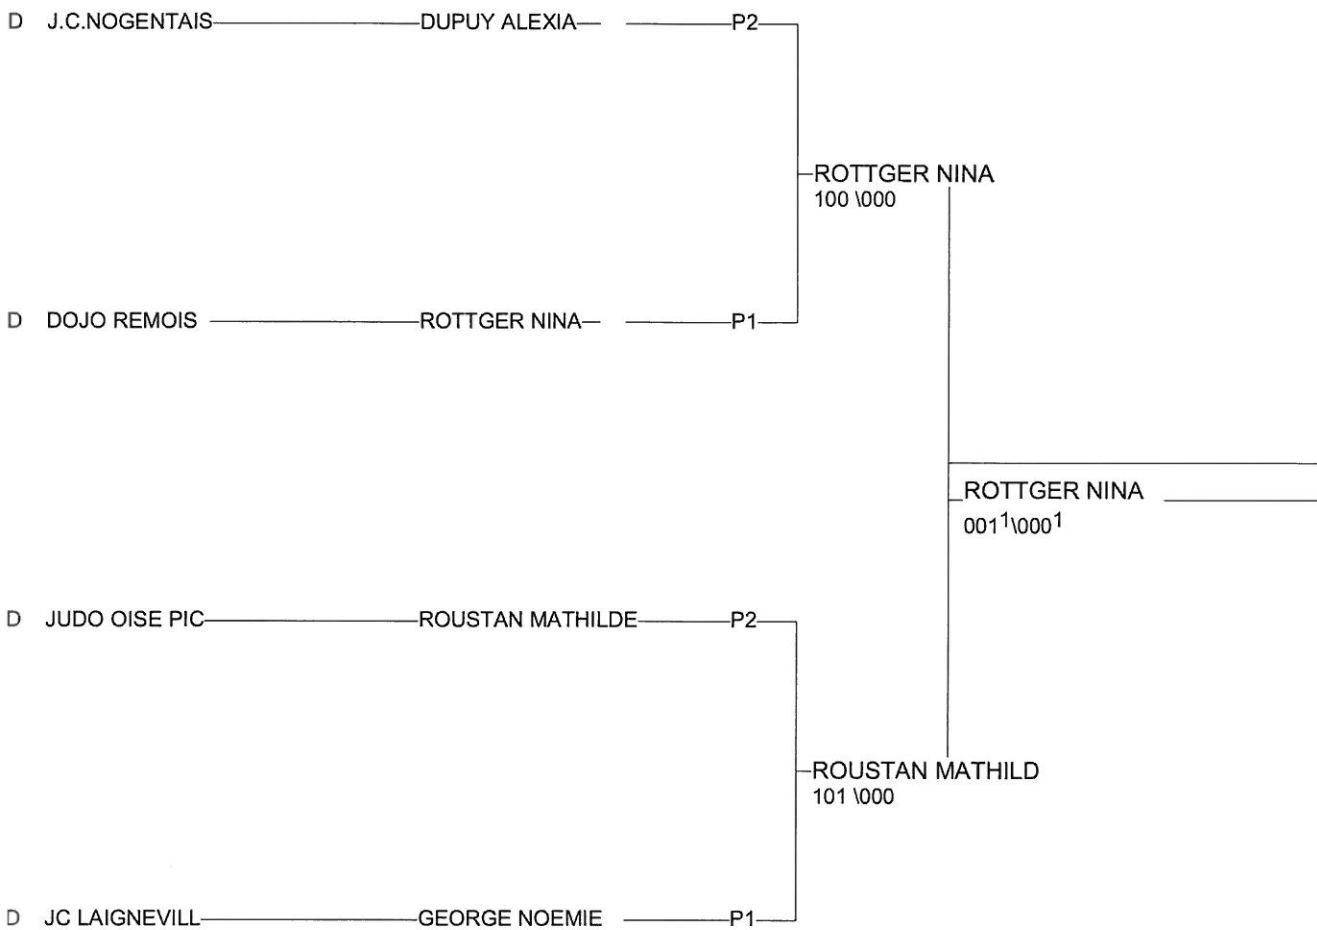 D J.C.NOGENTAIS DUPUY ALEXIA P2
ROTTGER NINA
100 \000
D DOJO REMOIS ROTTGER NINA P1
ROTTGER NINA
001¹\000¹
D JUDO OISE PIC ROUSTAN MATHILDE P2
ROUSTAN MATHILD
101 \000
D JC LAIGNEVILL GEORGE NOEMIE P1